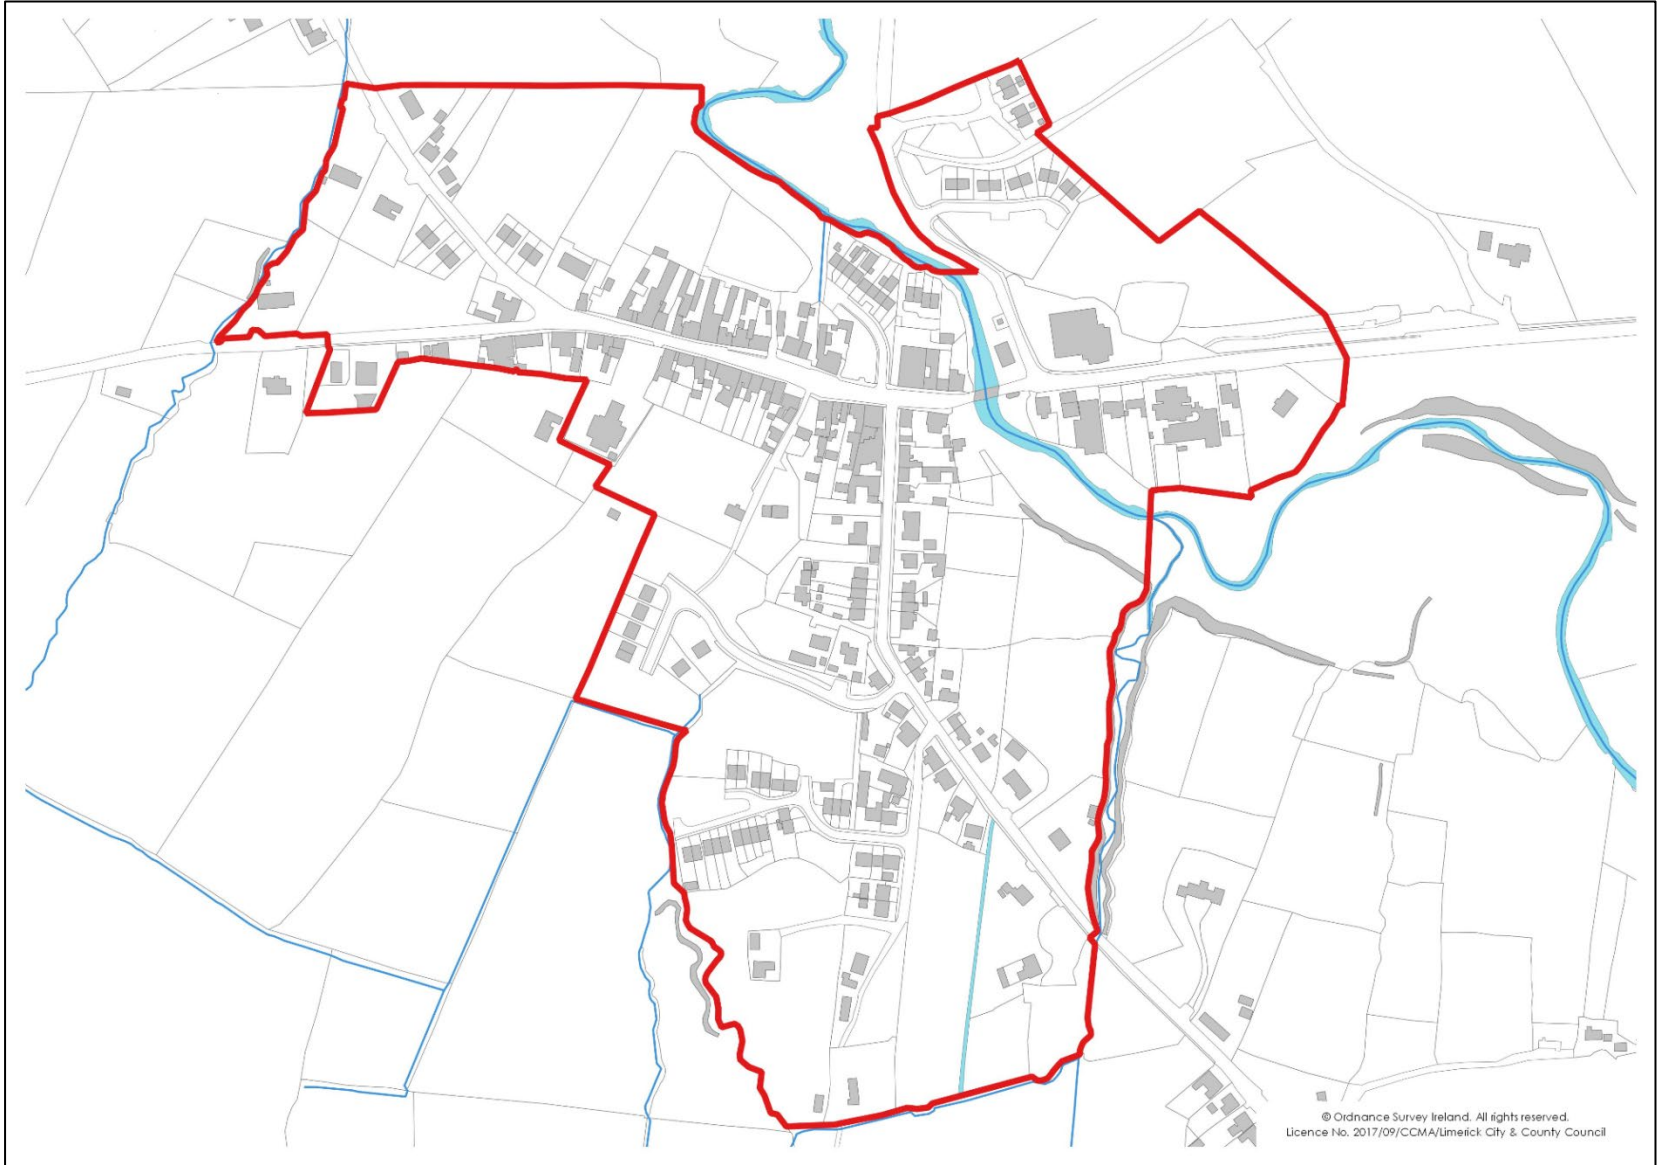 © Ordnance Survey Ireland. All rights reserved.
Licence No. 2017/09/CCMA/Limerick City & County Council